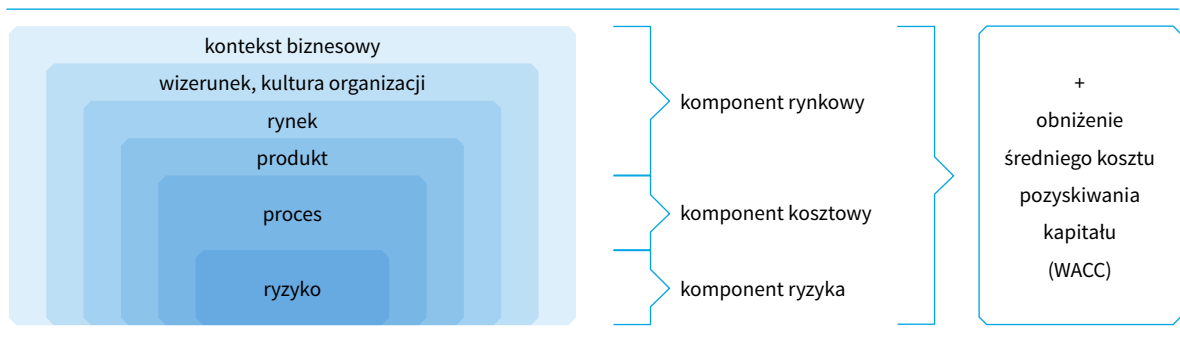 kontekst biznesowy
wizerunek, kultura organizacji
rynek
produkt
proces
ryzyko
komponent rynkowy
komponent kosztowy
komponent ryzyka
+
obniżenie
średniego kosztu
pozyskiwania
kapitału
(WACC)